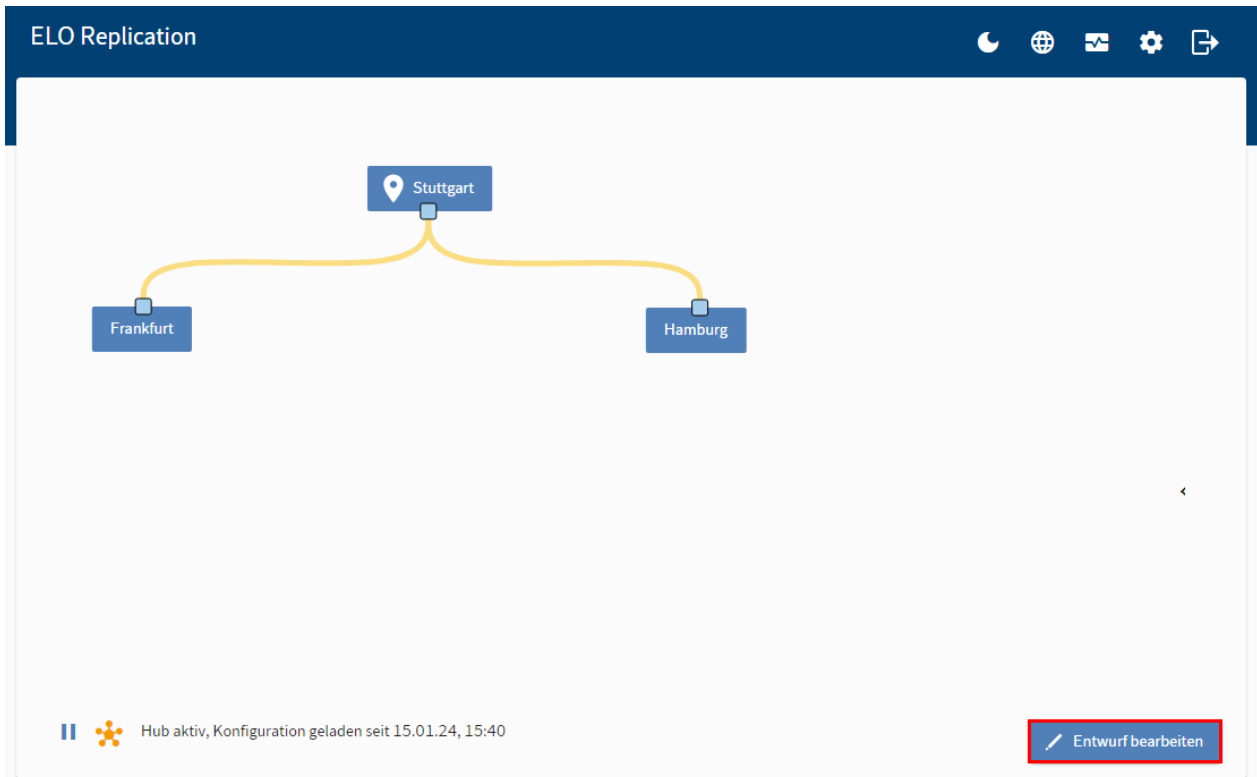 ELO Replication
Stuttgart
Frankfurt
Hamburg
Hub aktiv, Konfiguration geladen seit 15.01.24, 15:40
Entwurf bearbeiten